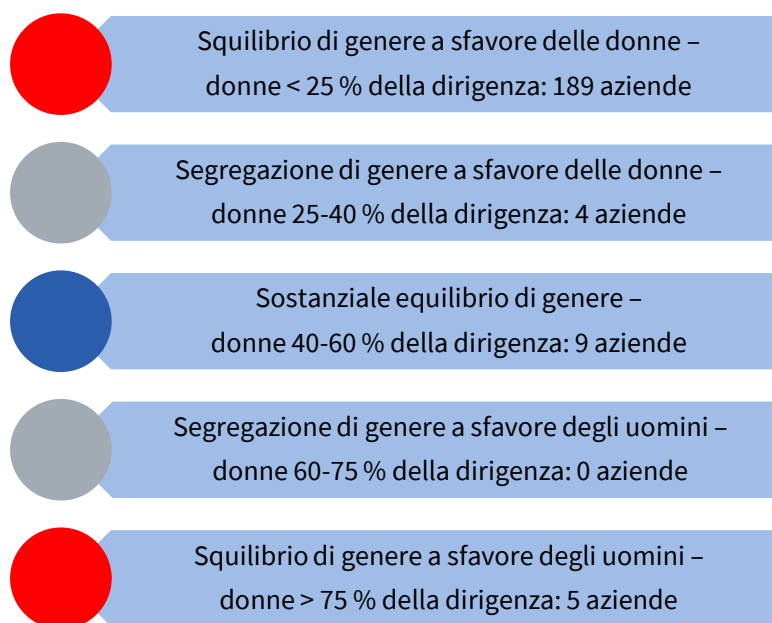 Squilibrio di genere a sfavore delle donne –
donne < 25 % della dirigenza: 189 aziende
Segregazione di genere a sfavore delle donne –
donne 25-40 % della dirigenza: 4 aziende
Sostanziale equilibrio di genere –
donne 40-60 % della dirigenza: 9 aziende
Segregazione di genere a sfavore degli uomini –
donne 60-75 % della dirigenza: 0 aziende
Squilibrio di genere a sfavore degli uomini –
donne > 75 % della dirigenza: 5 aziende